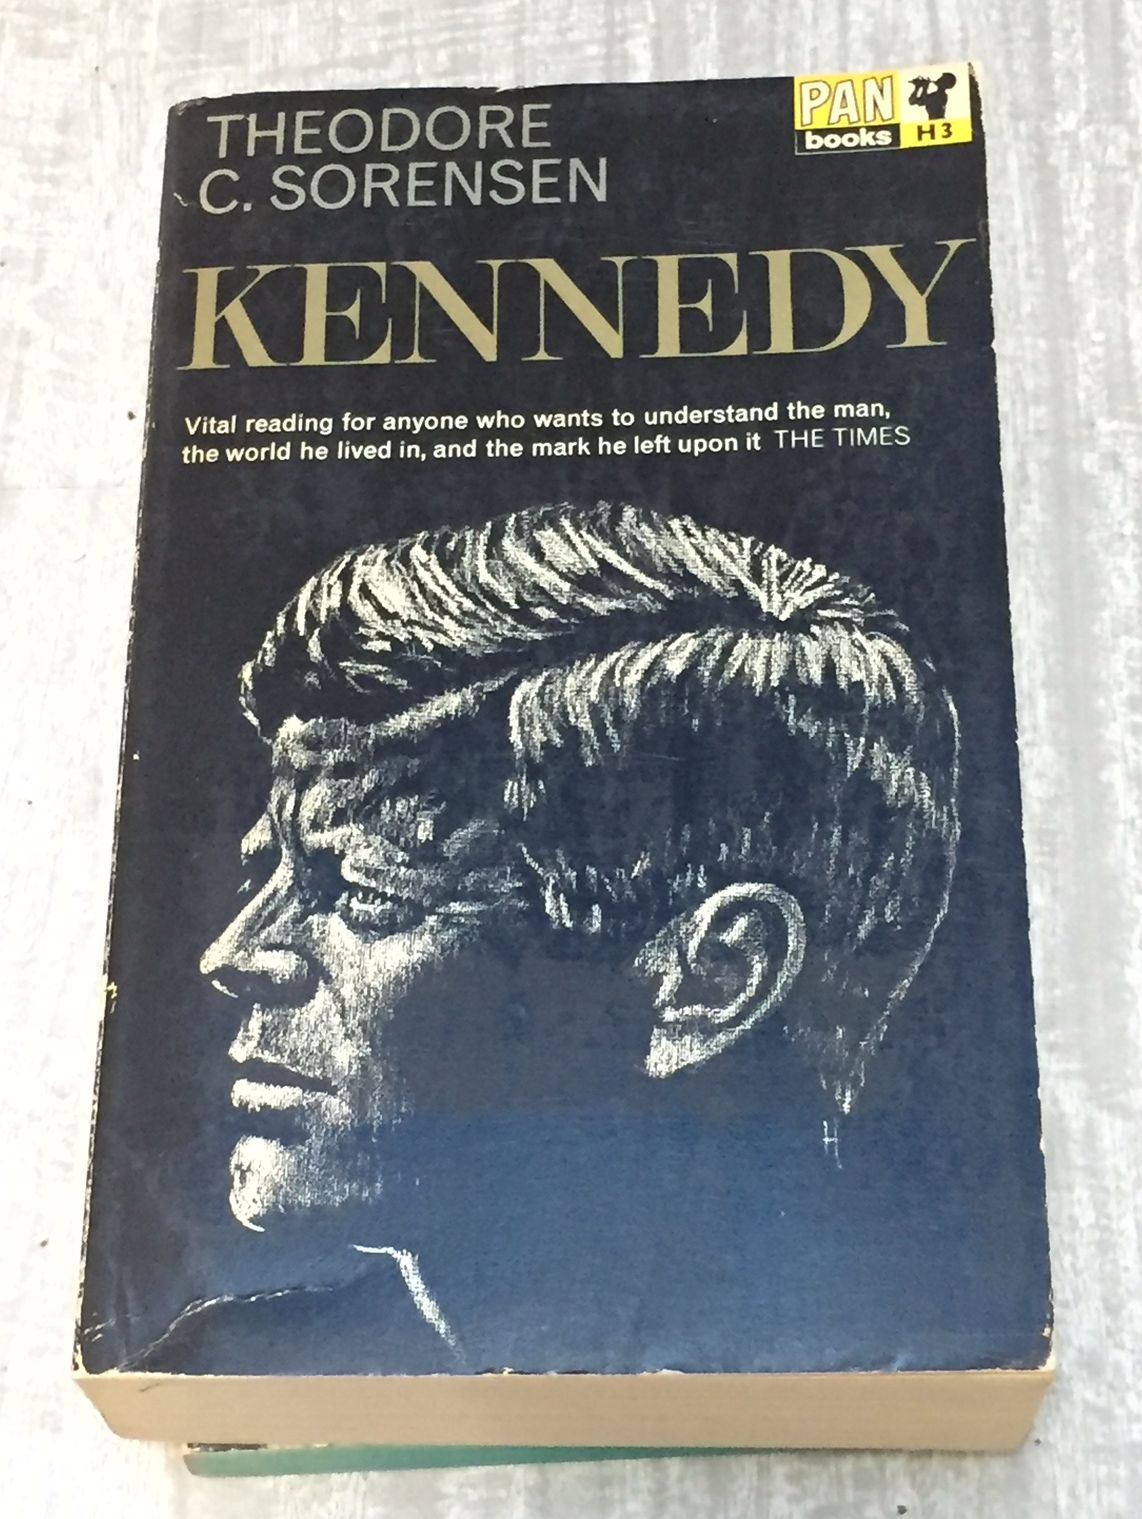 THEODORE
C. SORENSEN
PAN
books H3
KENNEDY
Vital reading for anyone who wants to understand the man,
the world he lived in, and the mark he left upon it THE TIMES